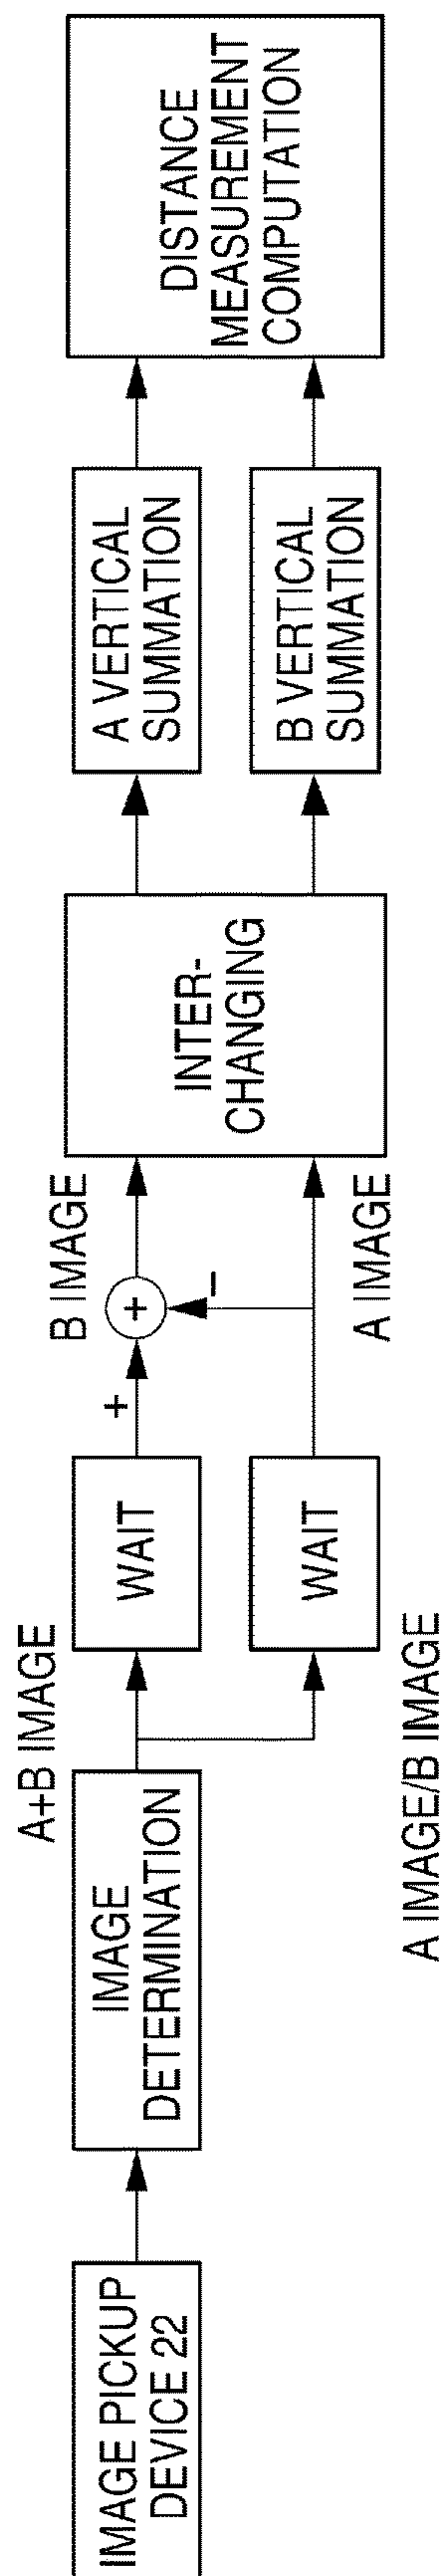 IMAGE PICKUP
DEVICE 22
IMAGE
DETERMINATION
A+B IMAGE
A IMAGE/B IMAGE
WAIT
WAIT
+
+
−
B IMAGE
A IMAGE
INTER-
CHANGING
A VERTICAL
SUMMATION
B VERTICAL
SUMMATION
DISTANCE
MEASUREMENT
COMPUTATION